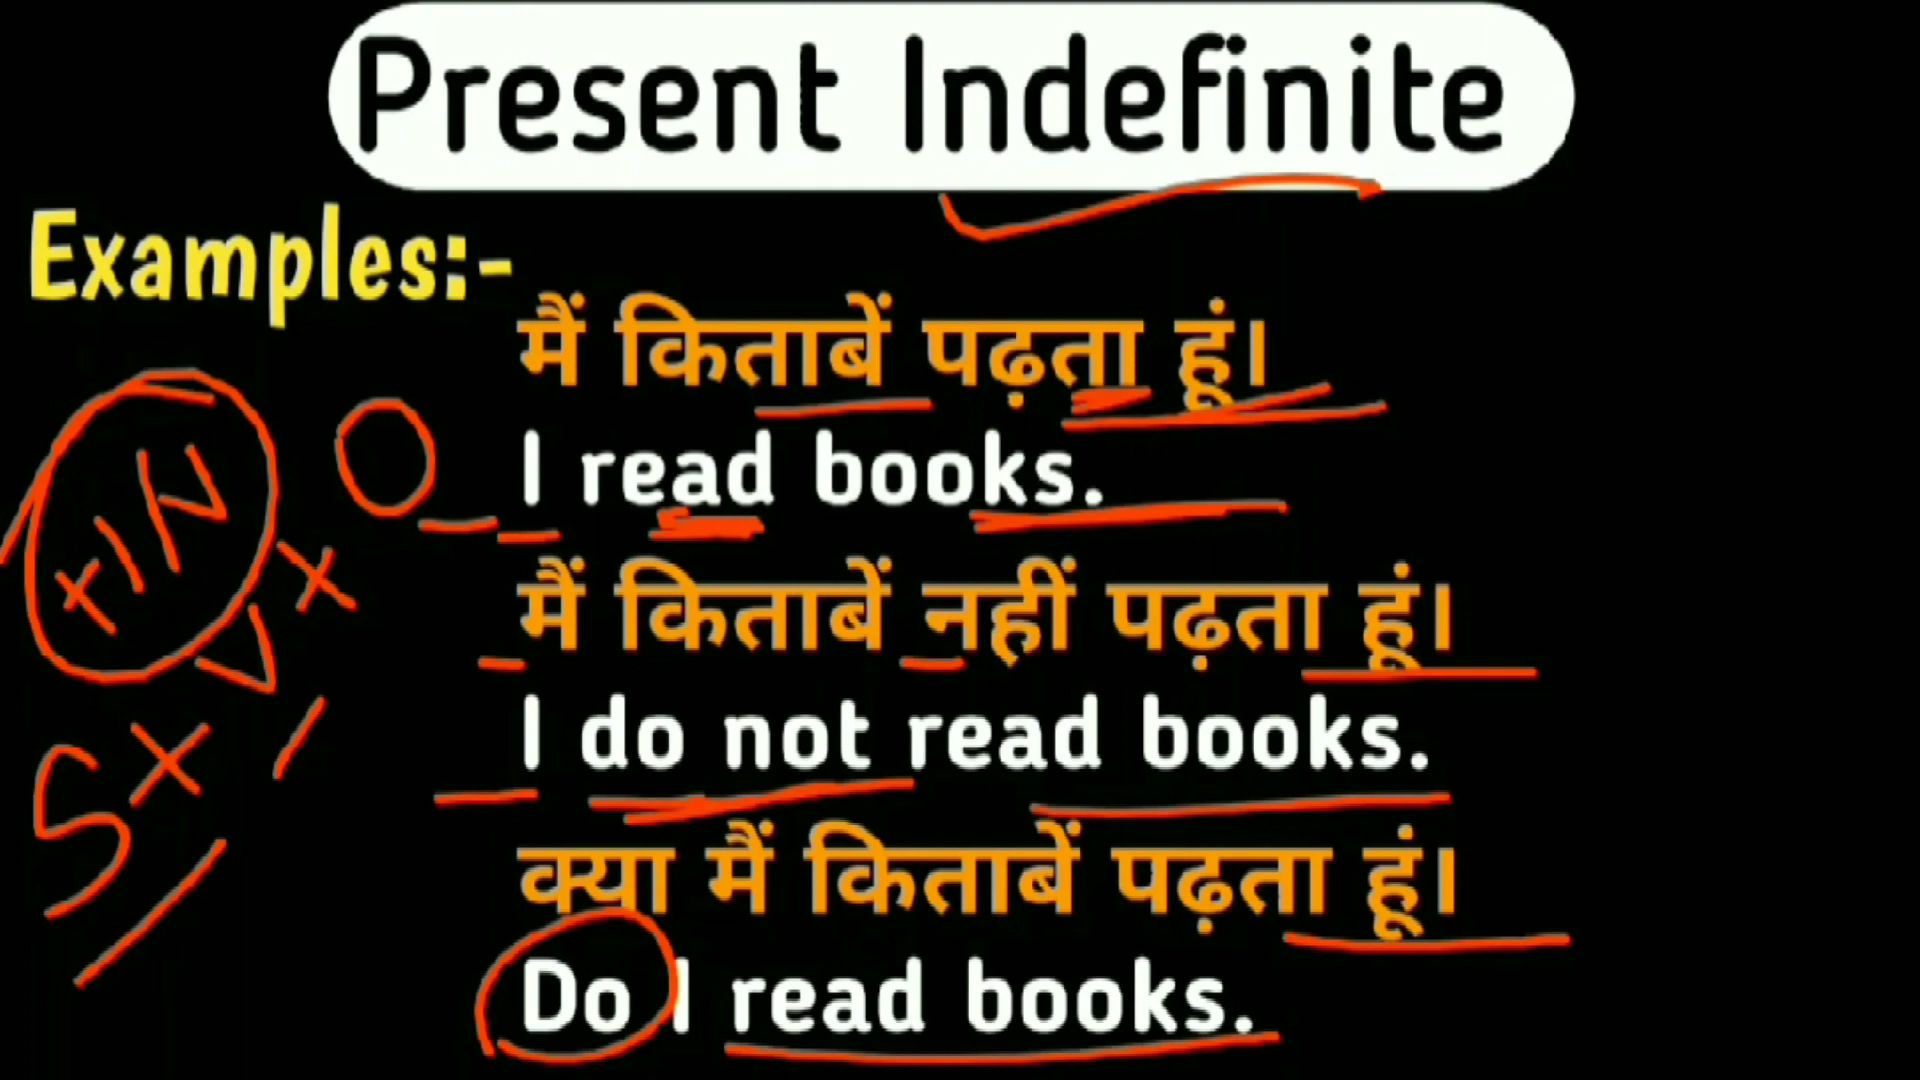 Present Indefinite
Examples:-
मैं किताबें पढ़ता हूं।
I read books.
मैं किताबें नहीं पढ़ता हूं।
I do not read books.
क्या मैं किताबें पढ़ता हूं।
Do I read books.